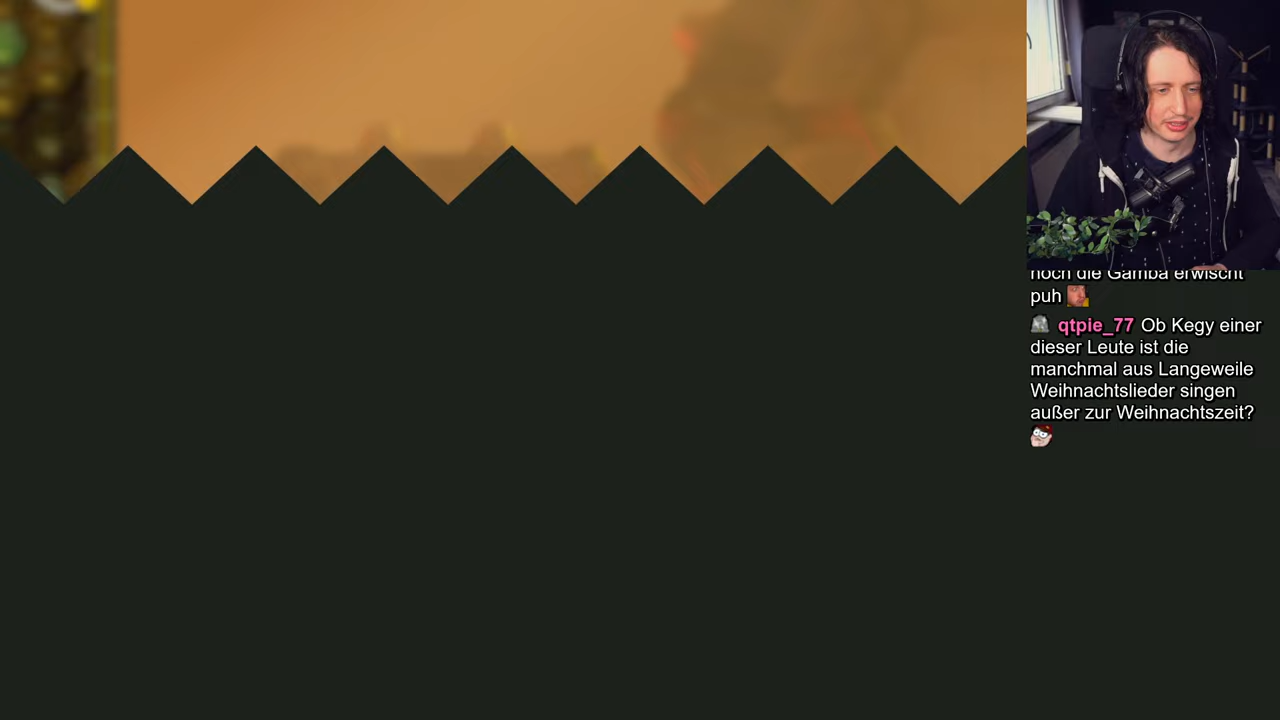 noch die Gamba erwischt
puh
qtpie_77 Ob Kegy einer
dieser Leute ist die
manchmal aus Langeweile
Weihnachtslieder singen
außer zur Weihnachtszeit?